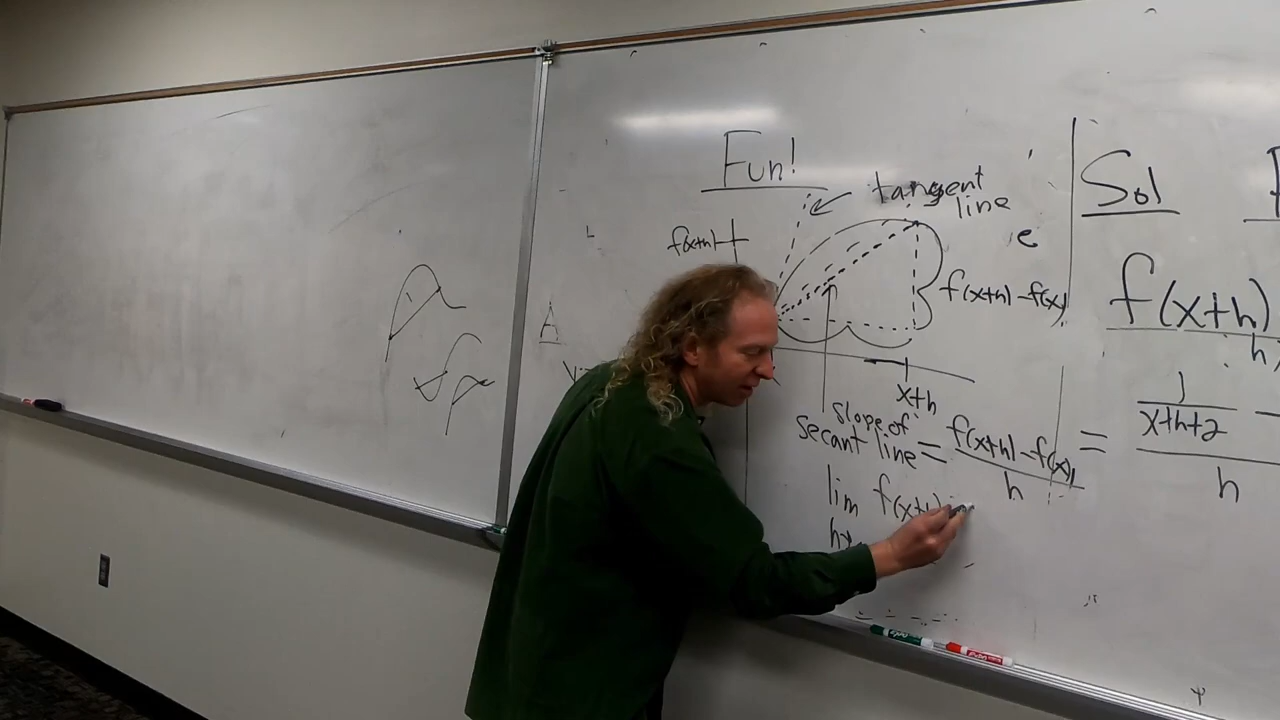 Fun!
tangent
line
f(x+h)
e
f(x+h)-f(x)
x+h
slope of
secant line = f(x+h)-f(x)
h
lim f(x+h)
h→
A
Sol
f(x+h)
h
= 1
x+h+2
h